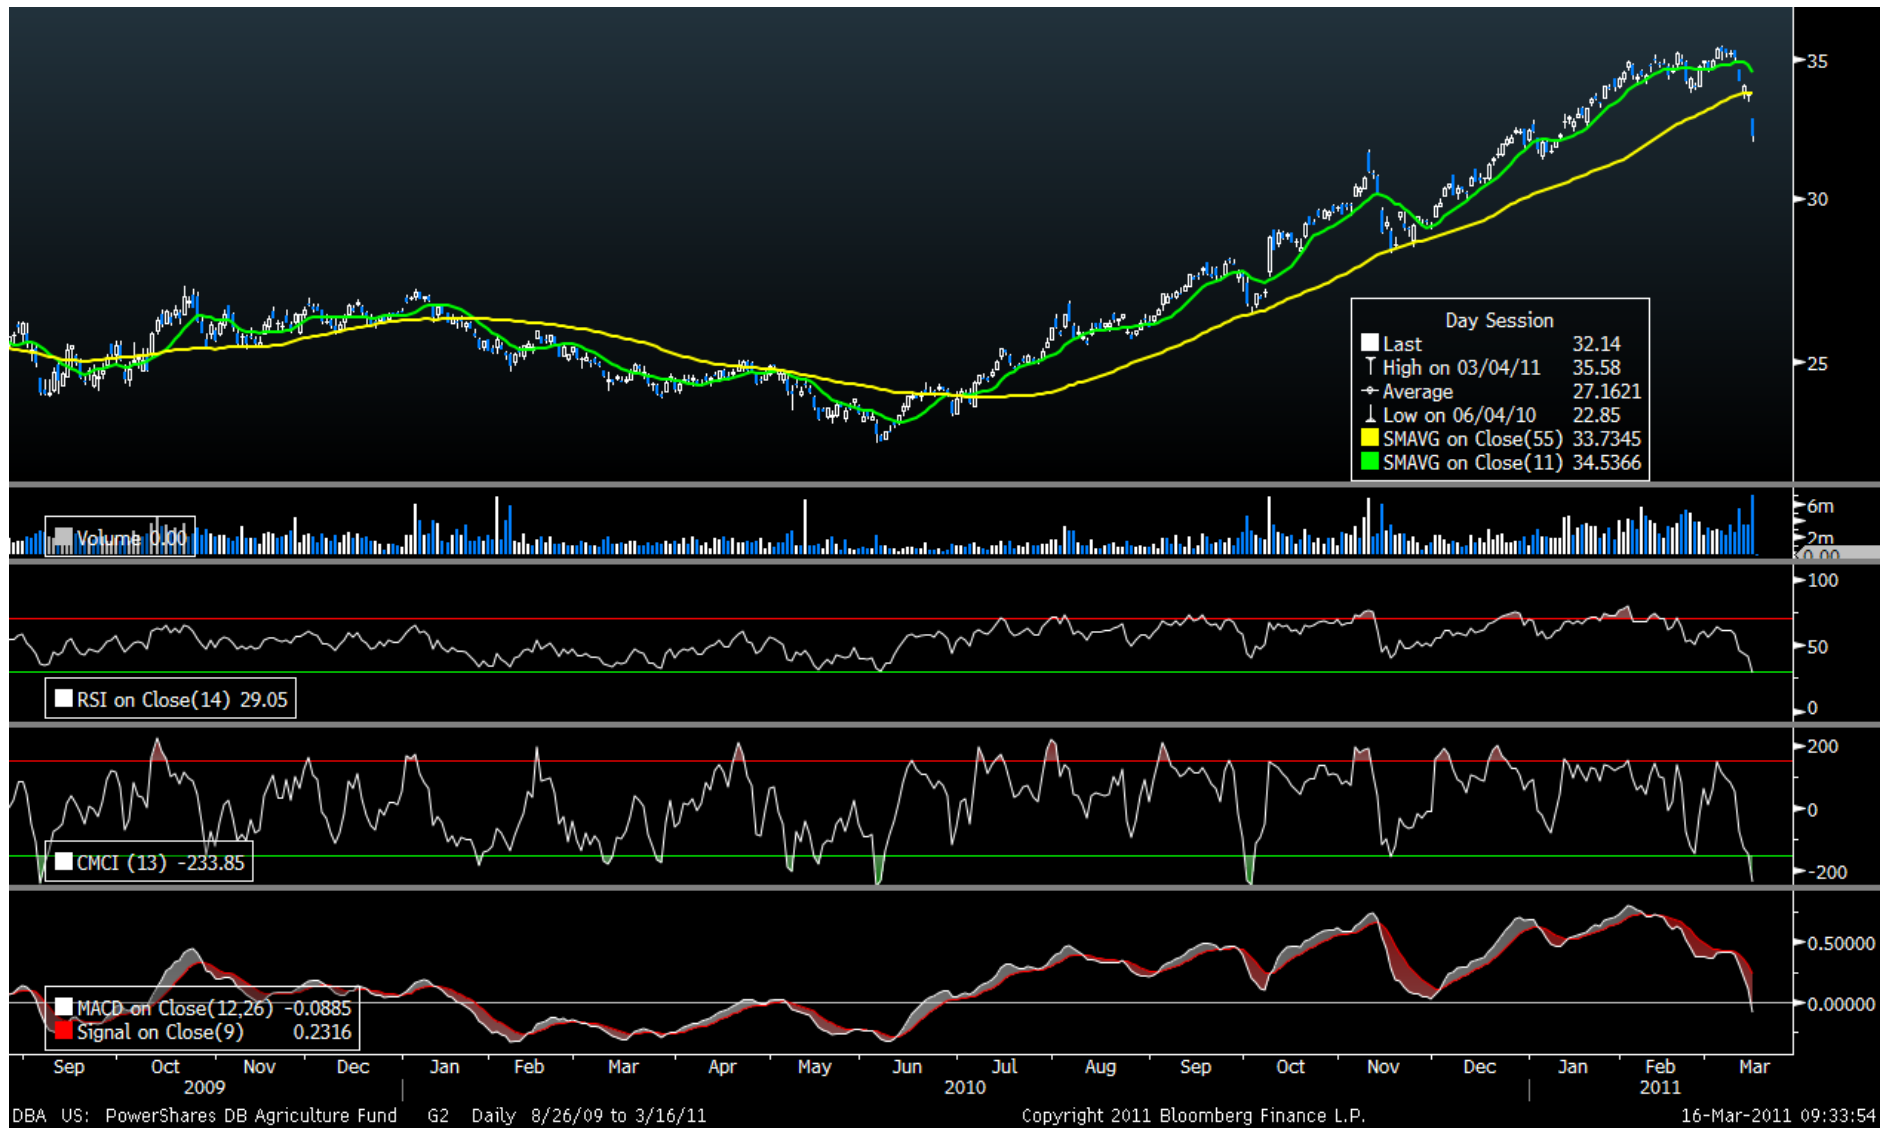 35
30
25
Day Session
Last 32.14
High on 03/04/11 35.58
Average 27.1621
Low on 06/04/10 22.85
SMAVG on Close(55) 33.7345
SMAVG on Close(11) 34.5366
6m
2m
0.00
Volume 0.00
100
50
0
RSI on Close(14) 29.05
200
0
-200
CMCI (13) -233.85
0.50000
0.00000
MACD on Close(12,26) -0.0885
Signal on Close(9) 0.2316
Sep Oct Nov Dec Jan Feb Mar Apr May Jun Jul Aug Sep Oct Nov Dec Jan Feb Mar
2009 2010 2011
DBA US: PowerShares DB Agriculture Fund G2 Daily 8/26/09 to 3/16/11 Copyright 2011 Bloomberg Finance L.P. 16-Mar-2011 09:33:54